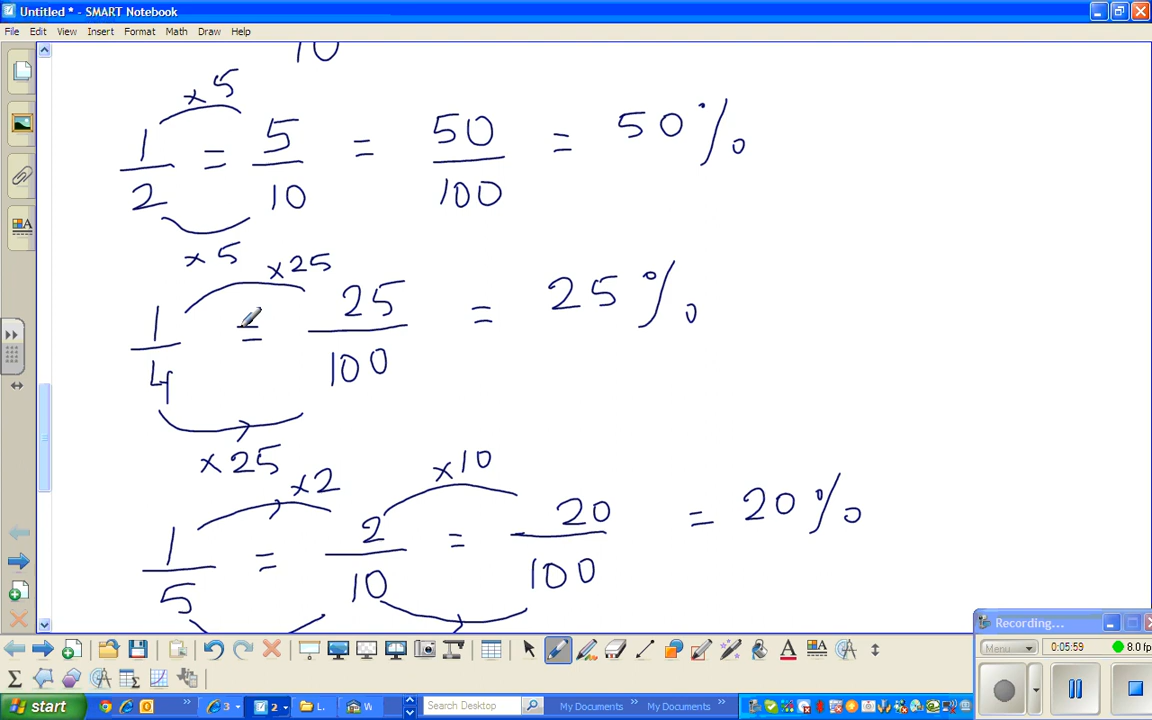 Untitled * - SMART Notebook
File Edit View Insert Format Math Draw Help
10
×5
1/2 = 5/10 = 50/100 = 50%
×5
×25
1/4 = 25/100 = 25%
×25
×2 ×10
1/5 = 2/10 = 20/100 = 20%
Recording...
Menu 0:05:59 8.0 fp
start 3 2 L. W Search Desktop My Documents My Documents